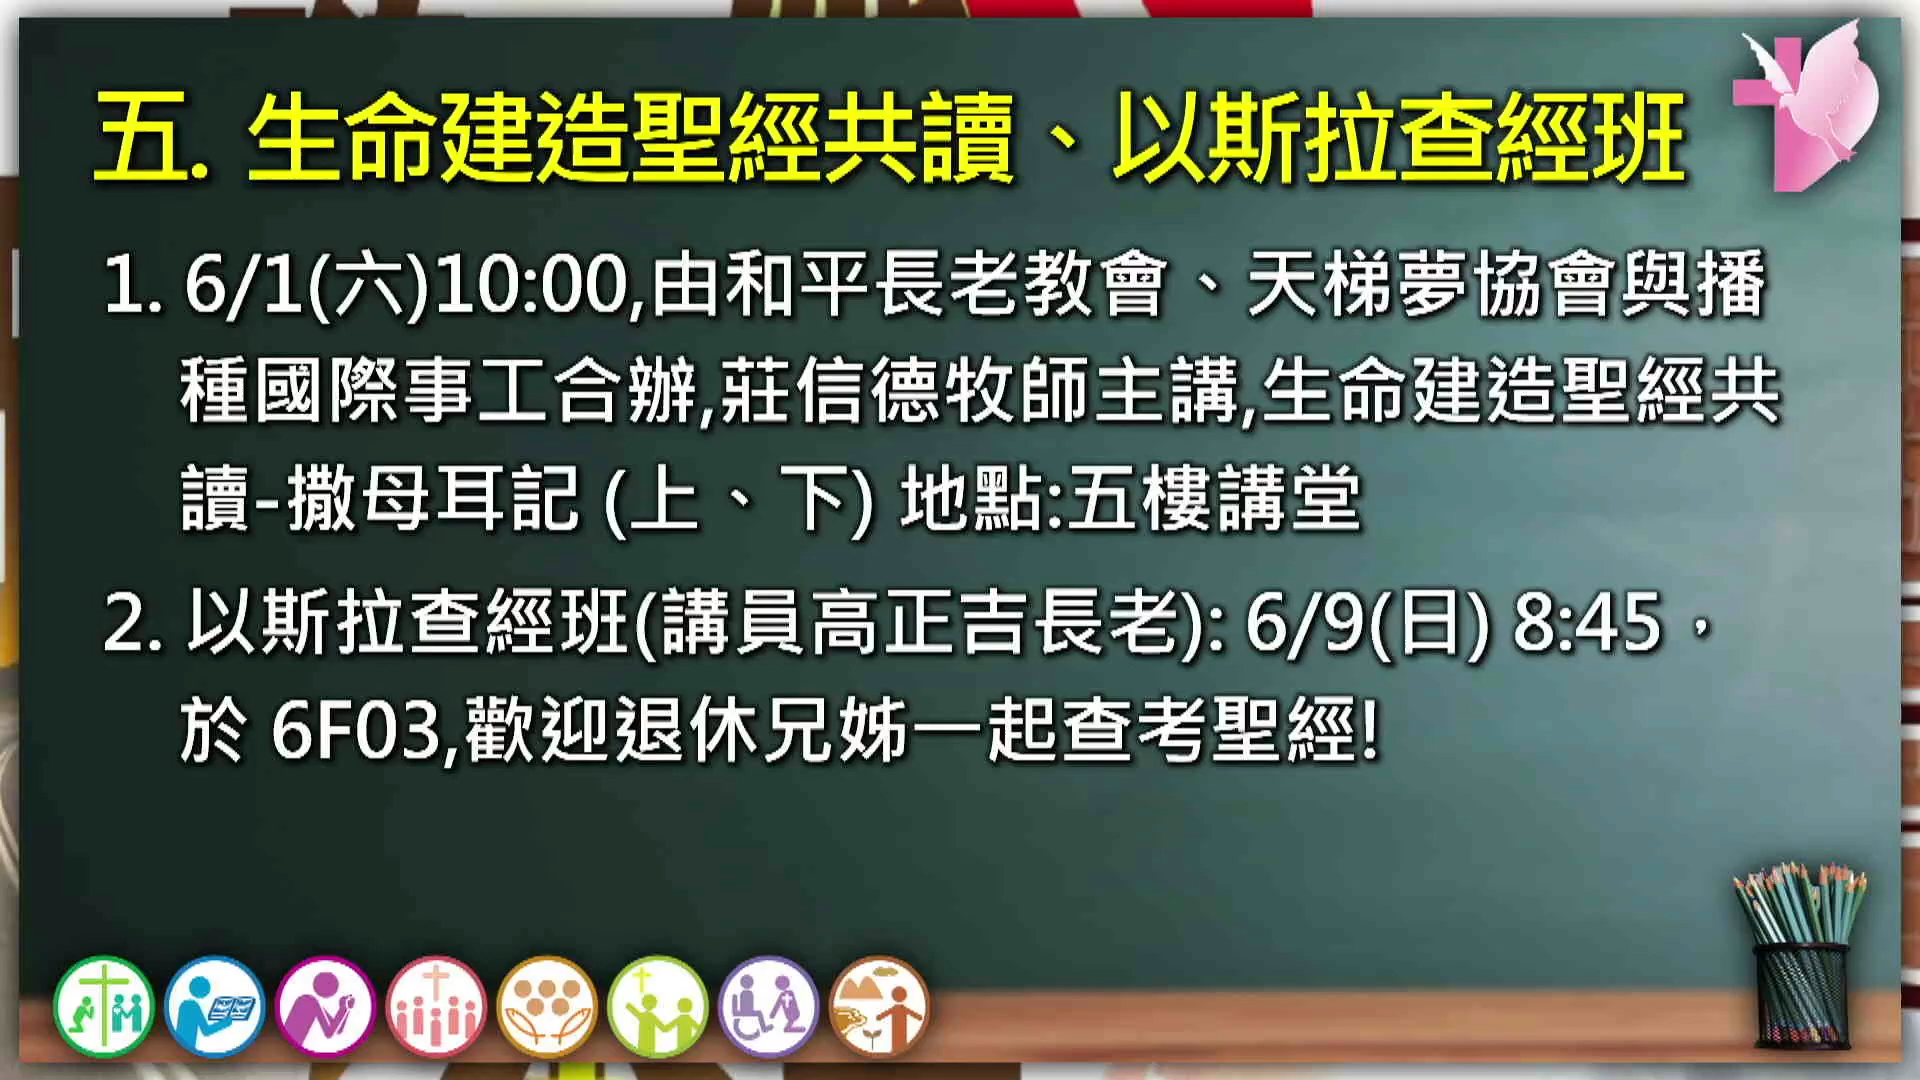 五. 生命建造聖經共讀、以斯拉查經班
1. 6/1(六)10:00,由和平長老教會、天梯夢協會與播
種國際事工合辦,莊信德牧師主講,生命建造聖經共
讀-撒母耳記 (上、下) 地點:五樓講堂
2. 以斯拉查經班(講員高正吉長老): 6/9(日) 8:45，
於 6F03,歡迎退休兄姊一起查考聖經!